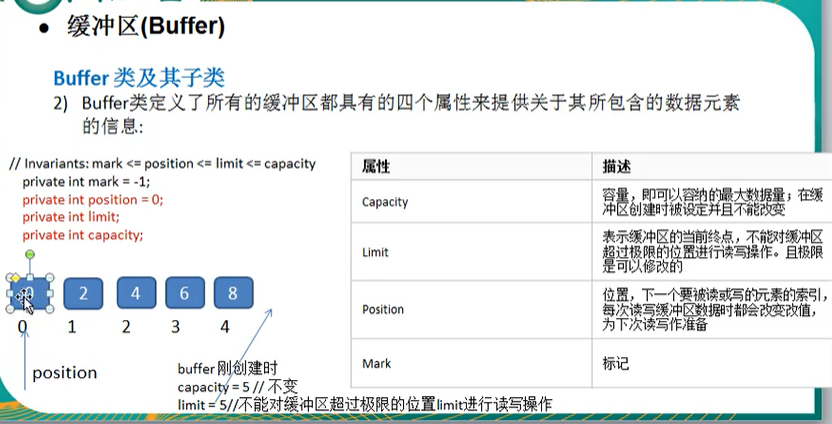 缓冲区(Buffer)
Buffer 类及其子类
2) Buffer类定义了所有的缓冲区都具有的四个属性来提供关于其所包含的数据元素
的信息:
// Invariants: mark <= position <= limit <= capacity
private int mark = -1;
private int position = 0;
private int limit;
private int capacity;
属性 描述
Capacity 容量，即可以容纳的最大数据量；在缓
冲区创建时被设定并且不能改变
Limit 表示缓冲区的当前终点，不能对缓冲区
超过极限的位置进行读写操作。且极限
是可以修改的
Position 位置，下一个要被读或写的元素的索引，
每次读写缓冲区数据时都会改变改值，
为下次读写作准备
Mark 标记
0 2 4 6 8
0 1 2 3 4
position
buffer 刚创建时
capacity = 5 // 不变
limit = 5//不能对缓冲区超过极限的位置limit进行读写操作